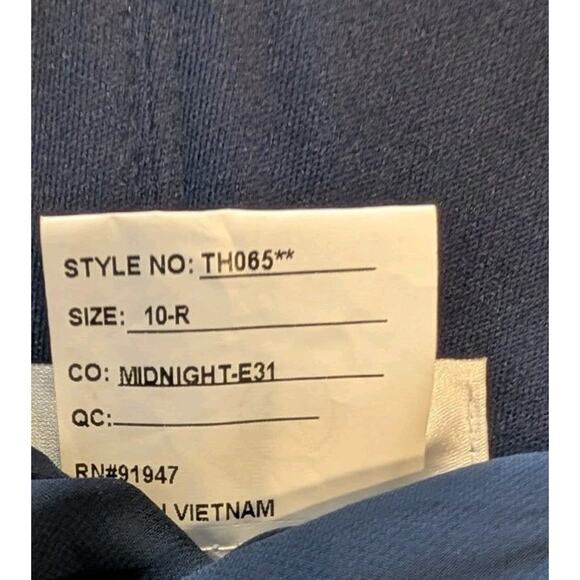 STYLE NO: TH065**
SIZE: 10-R
CO: MIDNIGHT-E31
QC:
RN#91947
VIETNAM